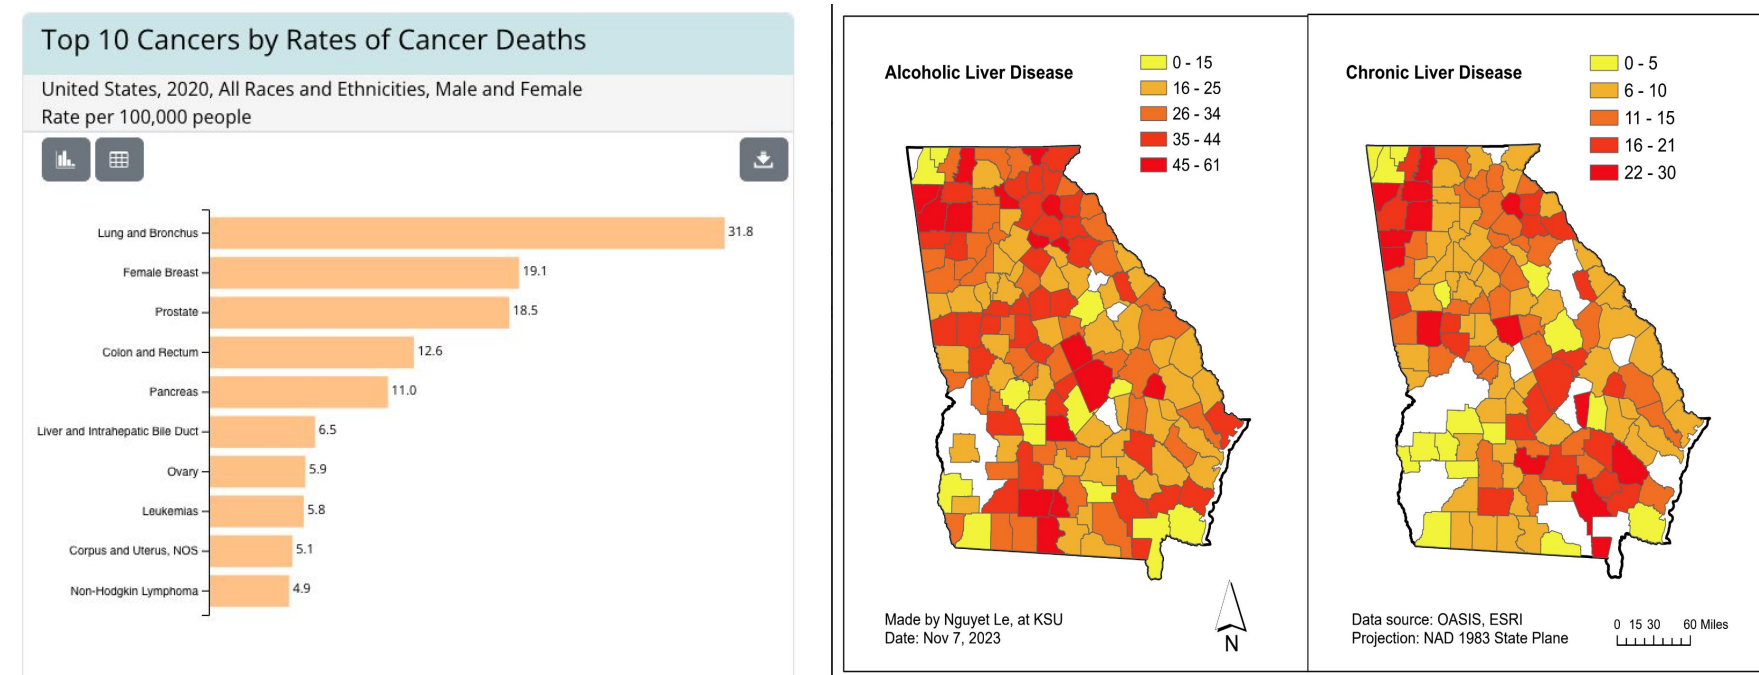 Top 10 Cancers by Rates of Cancer Deaths
United States, 2020, All Races and Ethnicities, Male and Female
Rate per 100,000 people
Lung and Bronchus 31.8
Female Breast 19.1
Prostate 18.5
Colon and Rectum 12.6
Pancreas 11.0
Liver and Intrahepatic Bile Duct 6.5
Ovary 5.9
Leukemias 5.8
Corpus and Uterus, NOS 5.1
Non-Hodgkin Lymphoma 4.9
Alcoholic Liver Disease
0 - 15
16 - 25
26 - 34
35 - 44
45 - 61
Made by Nguyet Le, at KSU
Date: Nov 7, 2023
N
Chronic Liver Disease
0 - 5
6 - 10
11 - 15
16 - 21
22 - 30
Data source: OASIS, ESRI
Projection: NAD 1983 State Plane
0 15 30 60 Miles